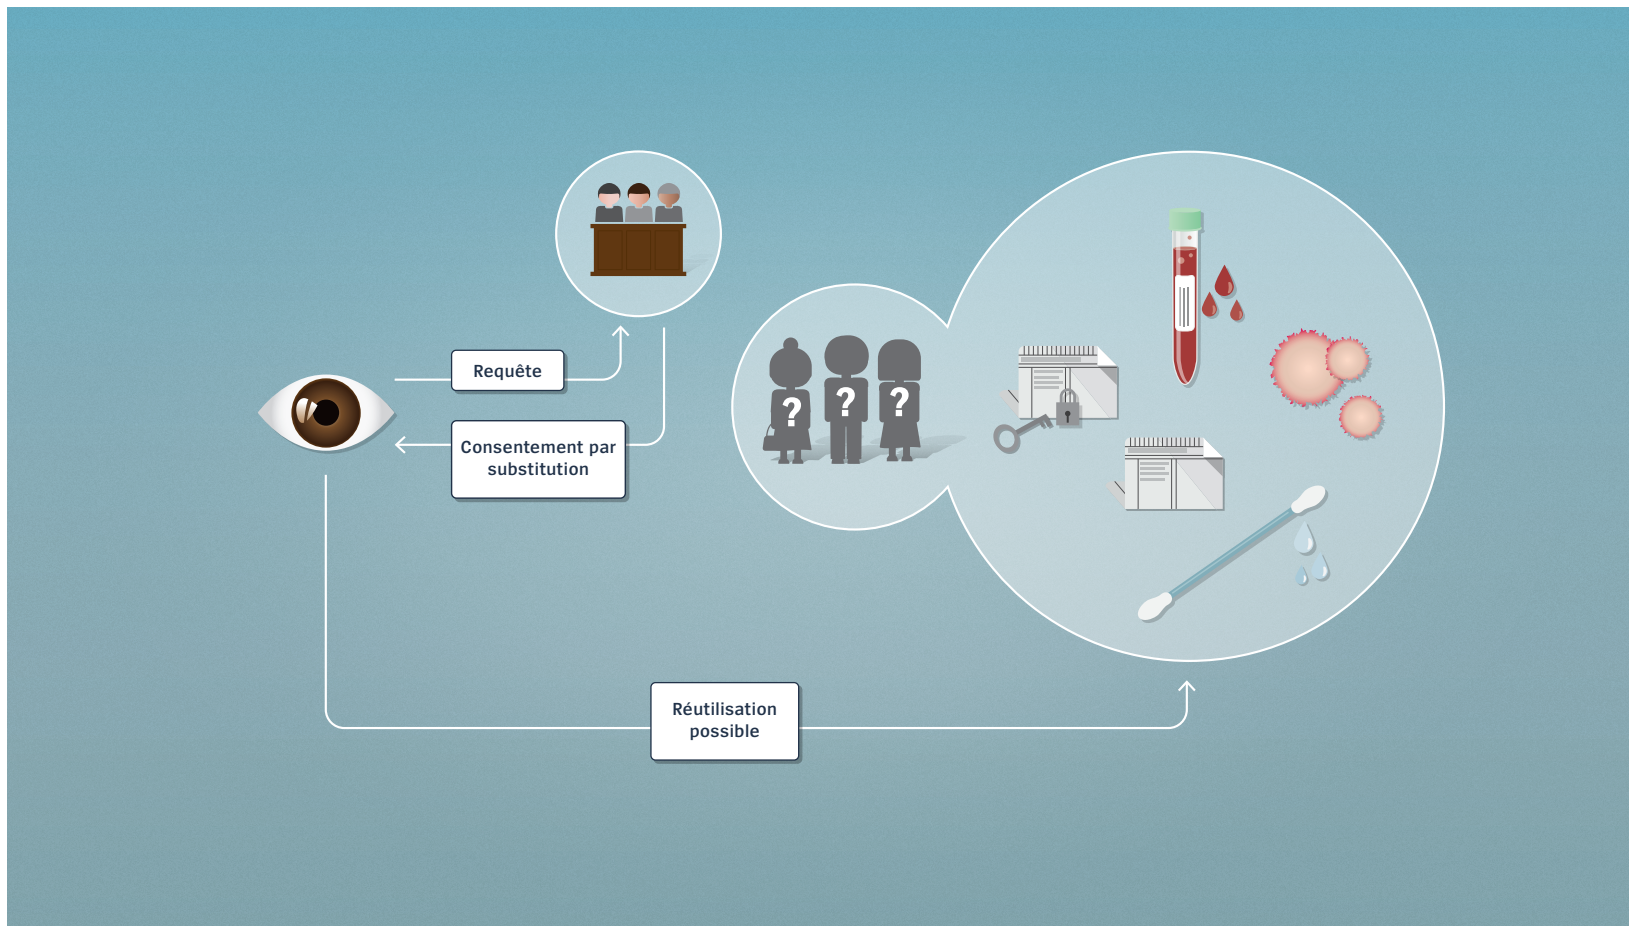 Requête
Consentement par
substitution
? ? ?
Réutilisation
possible